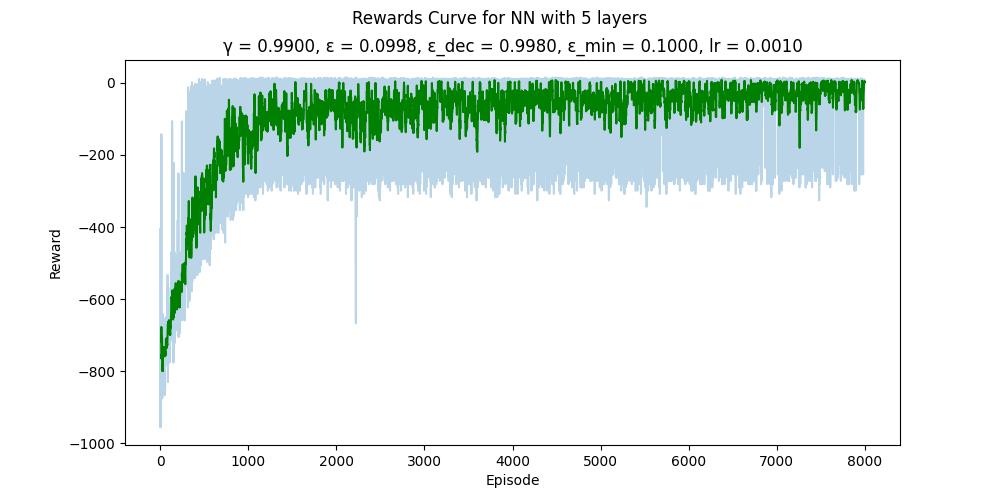 Rewards Curve for NN with 5 layers
γ = 0.9900, ε = 0.0998, ε_dec = 0.9980, ε_min = 0.1000, lr = 0.0010
0
−200
−400
−600
−800
−1000
Reward
0 1000 2000 3000 4000 5000 6000 7000 8000
Episode